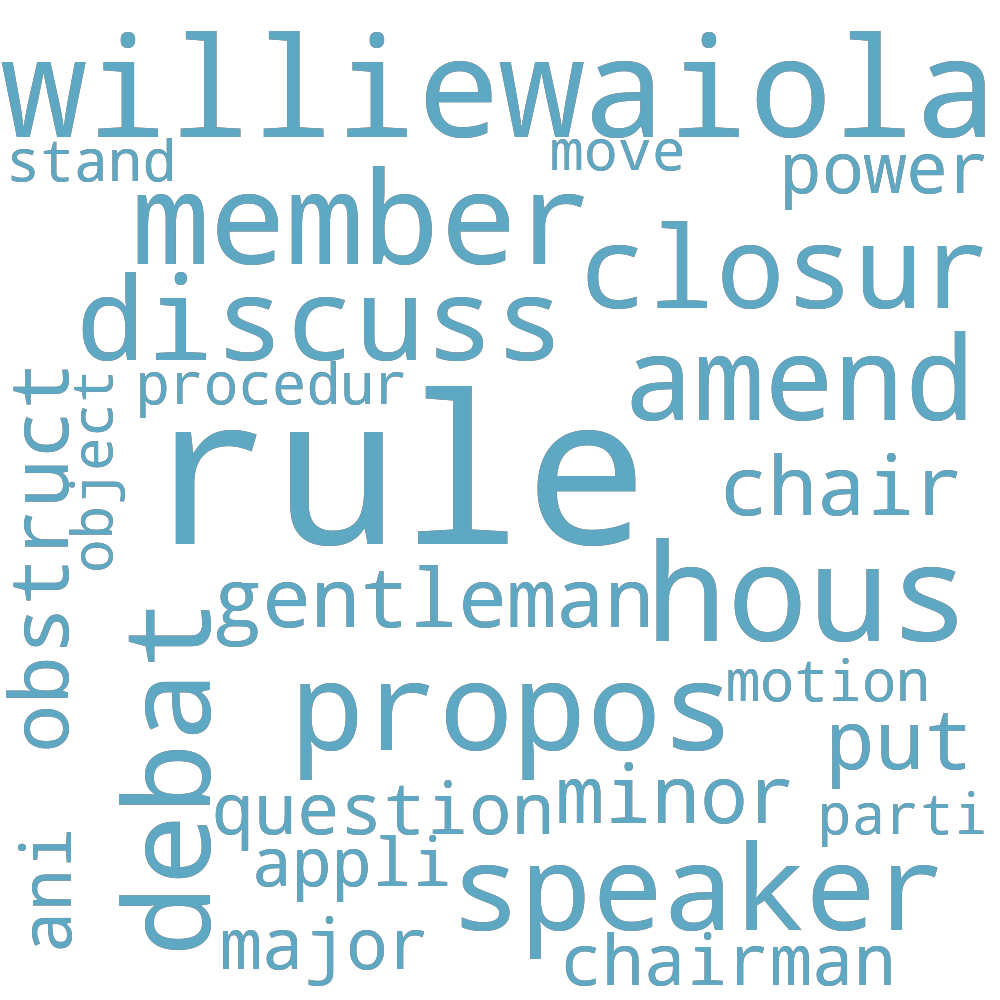 williewaiola
stand
move
power
member
closur
discuss
procedur
amend
obstruct
object
rule
chair
gentleman
hous
debat
propos
motion
put
question
minor
parti
ani
appli
speaker
major
chairman